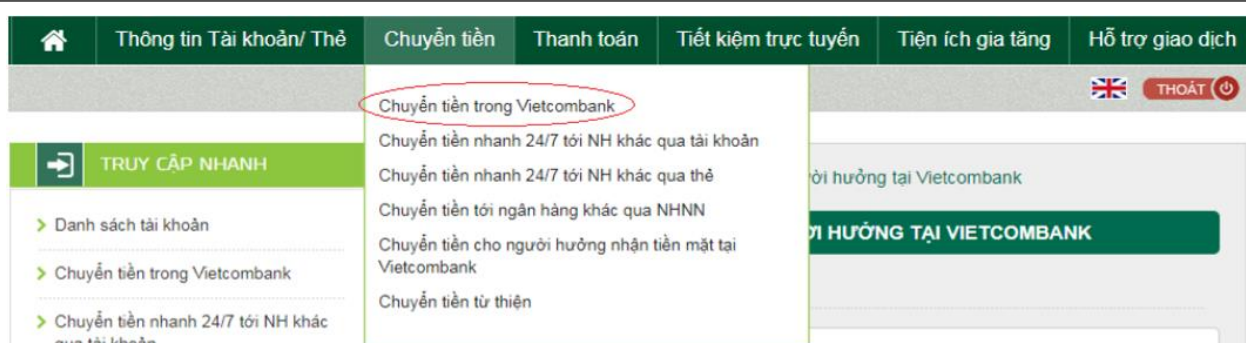 Thông tin Tài khoản/ Thẻ
Chuyển tiền
Thanh toán
Tiết kiệm trực tuyến
Tiện ích gia tăng
Hỗ trợ giao dịch
THOÁT
Chuyển tiền trong Vietcombank
Chuyển tiền nhanh 24/7 tới NH khác qua tài khoản
Chuyển tiền nhanh 24/7 tới NH khác qua thẻ
Chuyển tiền tới ngân hàng khác qua NHNN
Chuyển tiền cho người hưởng nhận tiền mặt tại
Vietcombank
Chuyển tiền từ thiện
TRUY CẬP NHANH
Danh sách tài khoản
Chuyển tiền trong Vietcombank
Chuyển tiền nhanh 24/7 tới NH khác
qua tài khoản
hưởng tại Vietcombank
HƯỞNG TẠI VIETCOMBANK